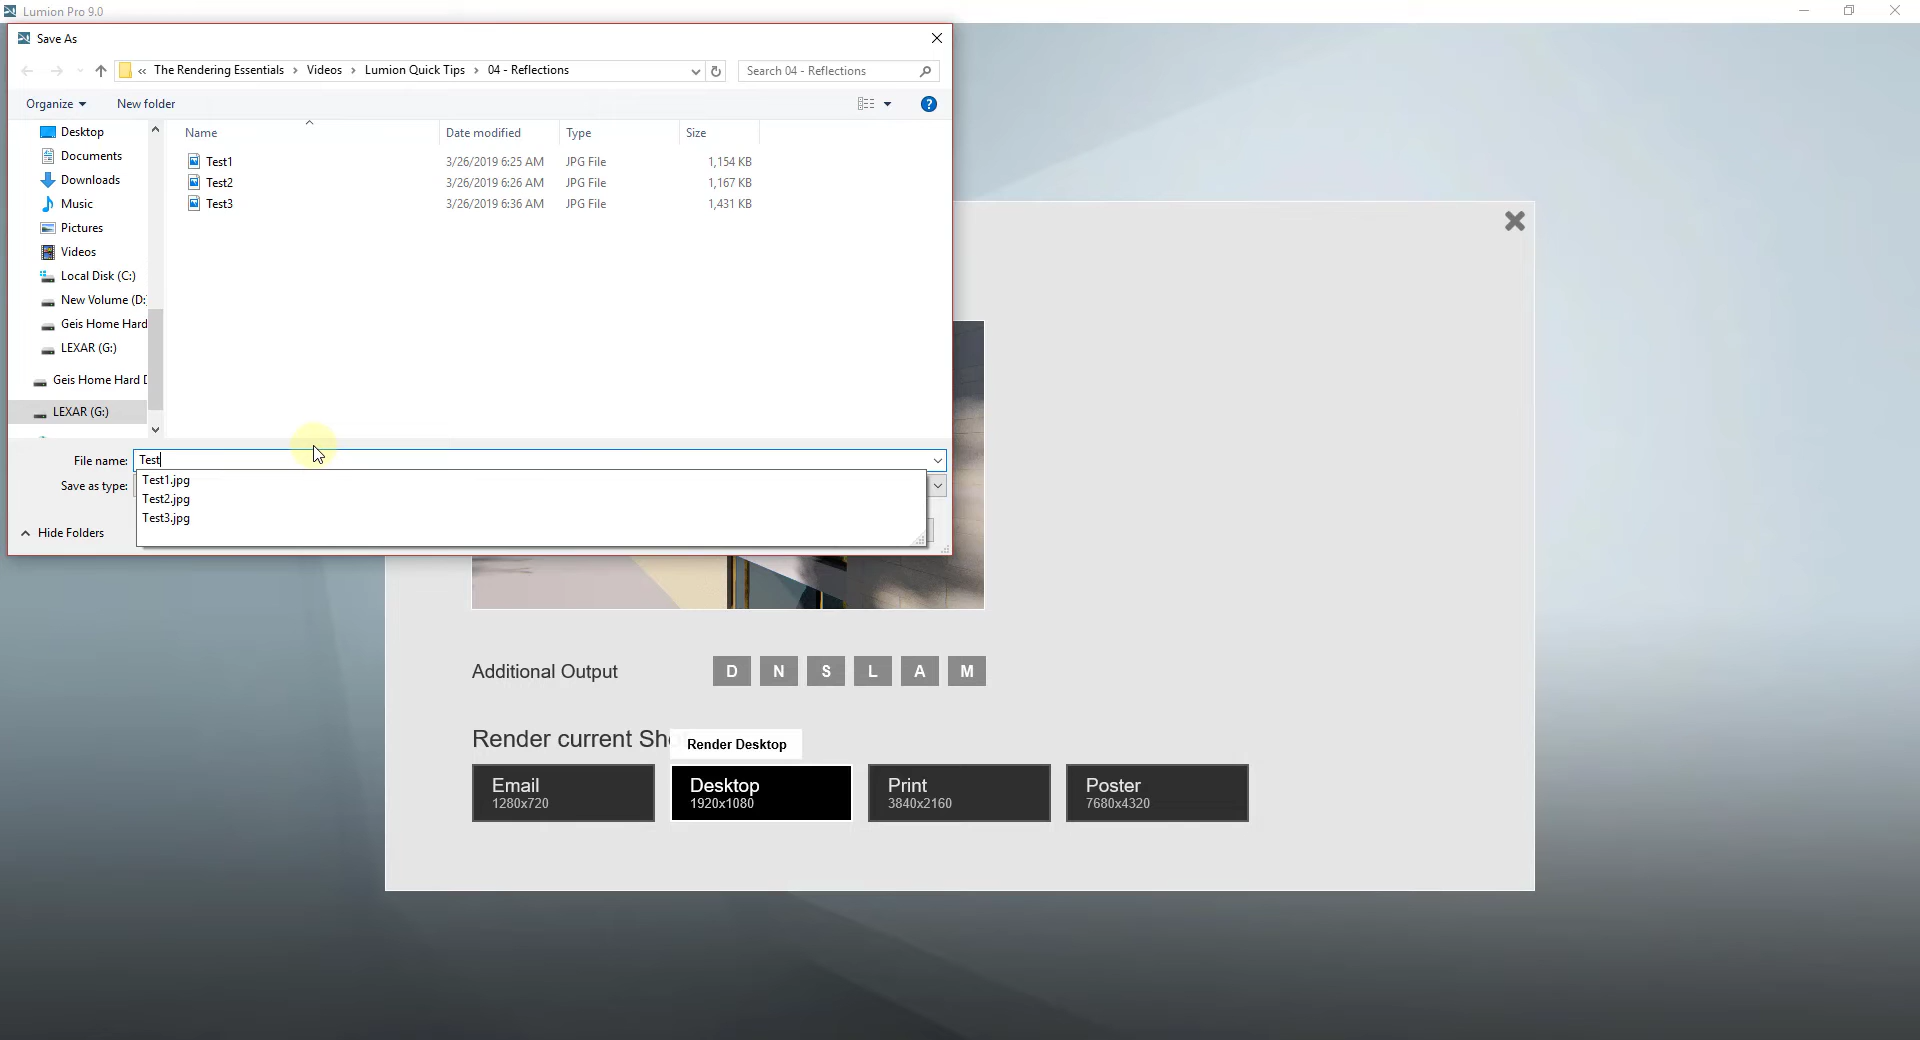 Lumion Pro 9.0
Save As
« The Rendering Essentials › Videos › Lumion Quick Tips › 04 - Reflections
Search 04 - Reflections
Organize
New folder
?
Name
Date modified
Type
Size
Desktop
Documents
Downloads
Music
Pictures
Videos
Local Disk (C:)
New Volume (D:
Geis Home Hard
LEXAR (G:)
Geis Home Hard D
LEXAR (G:)
Test1 3/26/2019 6:25 AM JPG File 1,154 KB
Test2 3/26/2019 6:26 AM JPG File 1,167 KB
Test3 3/26/2019 6:36 AM JPG File 1,431 KB
File name: Test
Save as type:
Test1.jpg
Test2.jpg
Test3.jpg
Hide Folders
Additional Output D N S L A M
Render current Sho
Render Desktop
Email
1280x720
Desktop
1920x1080
Print
3840x2160
Poster
7680x4320